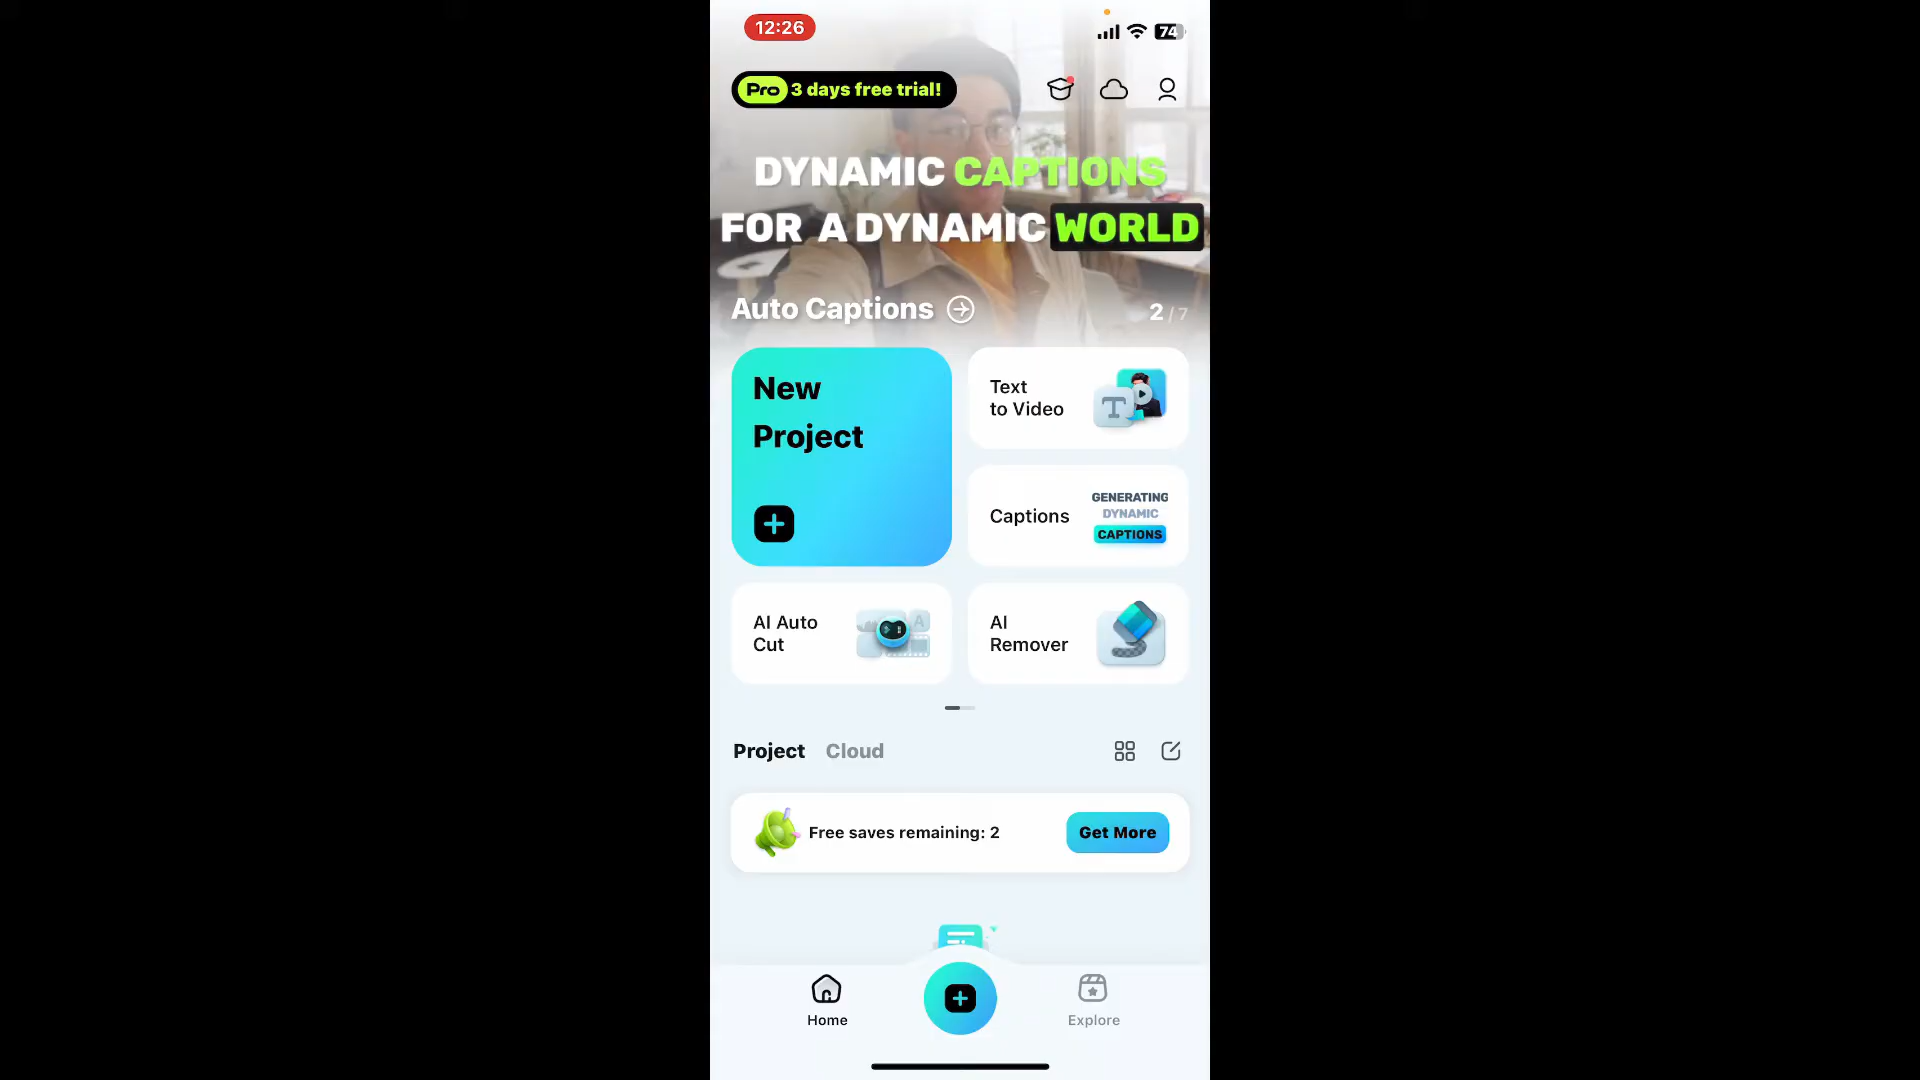 12:26
74
Pro 3 days free trial!
DYNAMIC CAPTIONS
FOR A DYNAMIC WORLD
Auto Captions
2 / 7
New
Project
Text
to Video
T
Captions
GENERATING
DYNAMIC
CAPTIONS
AI Auto
Cut
A
AI
Remover
Project Cloud
Free saves remaining: 2
Get More
Home
Explore